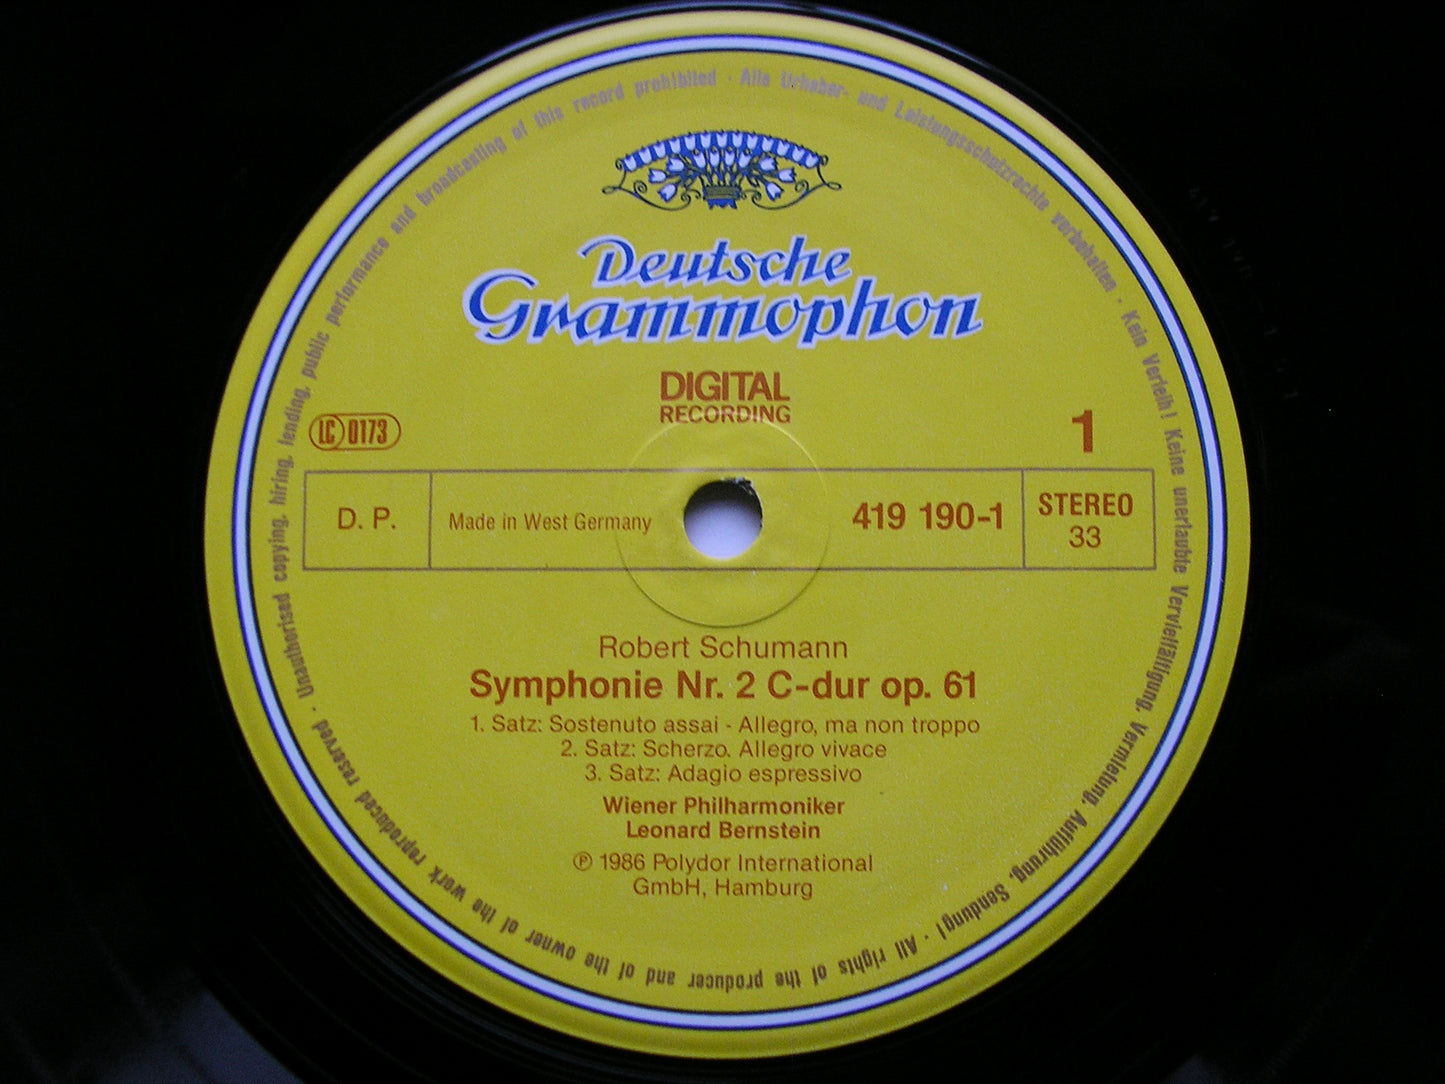 Alle Urheber- und Leistungsschutzrechte vorbehalten · Kein Verleih! Keine unerlaubte Vervielfältigung, Vermietung, Aufführung, Sendung! · All rights of the producer and of the owner of the work reproduced reserved · Unauthorised copying, hiring, lending, public performance and broadcasting of this record prohibited ·
Deutsche
Grammophon
DIGITAL
RECORDING
LC 0173
1
D. P.
Made in West Germany
419 190-1
STEREO
33
Robert Schumann
Symphonie Nr. 2 C-dur op. 61
1. Satz: Sostenuto assai - Allegro, ma non troppo
2. Satz: Scherzo. Allegro vivace
3. Satz: Adagio espressivo
Wiener Philharmoniker
Leonard Bernstein
℗ 1986 Polydor International
GmbH, Hamburg